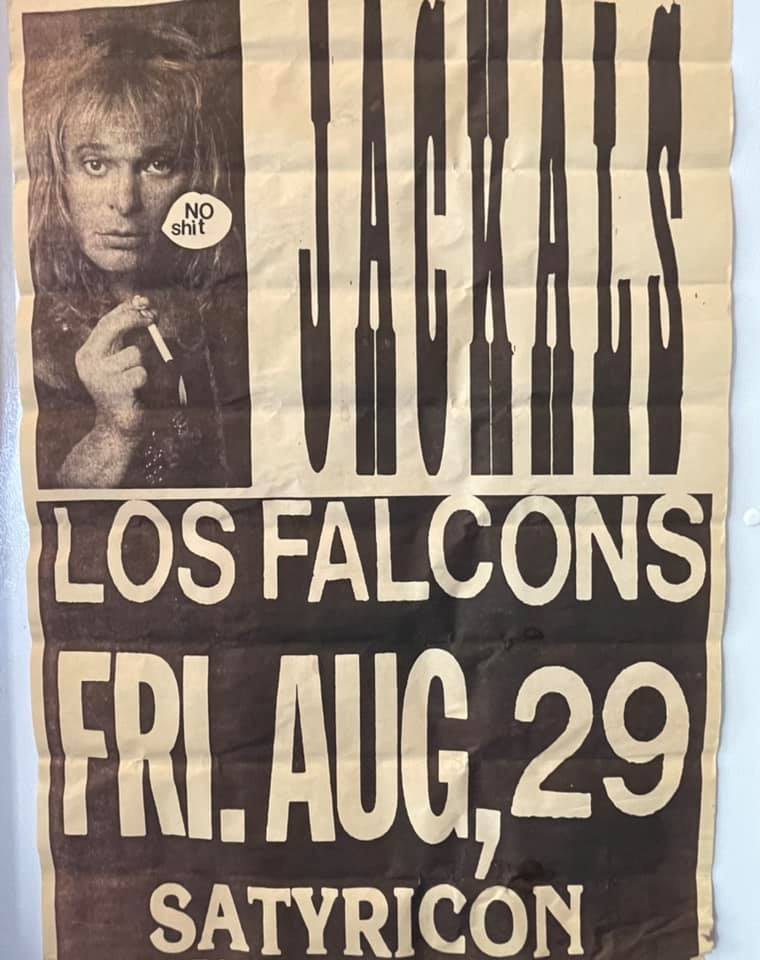 NO
shit
JACKALS
LOS FALCONS
FRI. AUG, 29
SATYRICON